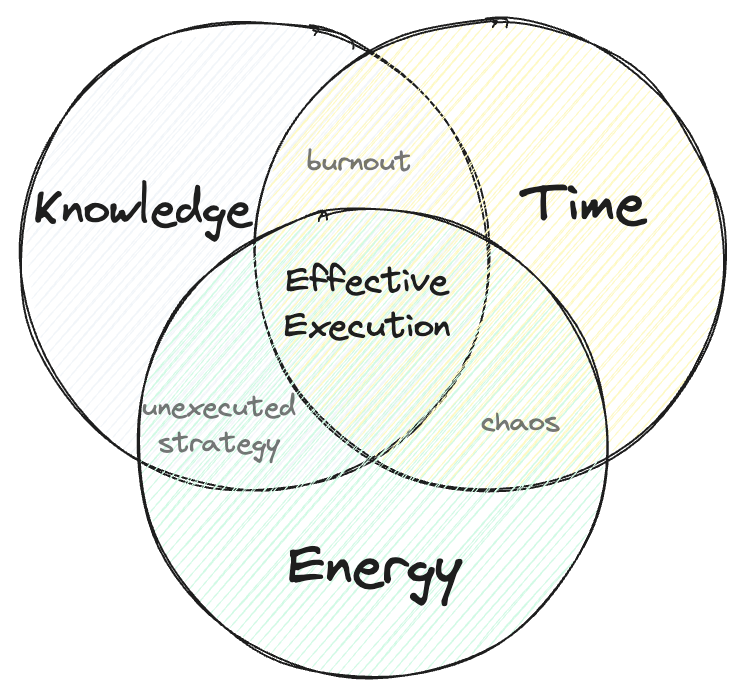 burnout
Knowledge
Time
Effective
Execution
unexecuted
strategy
chaos
Energy